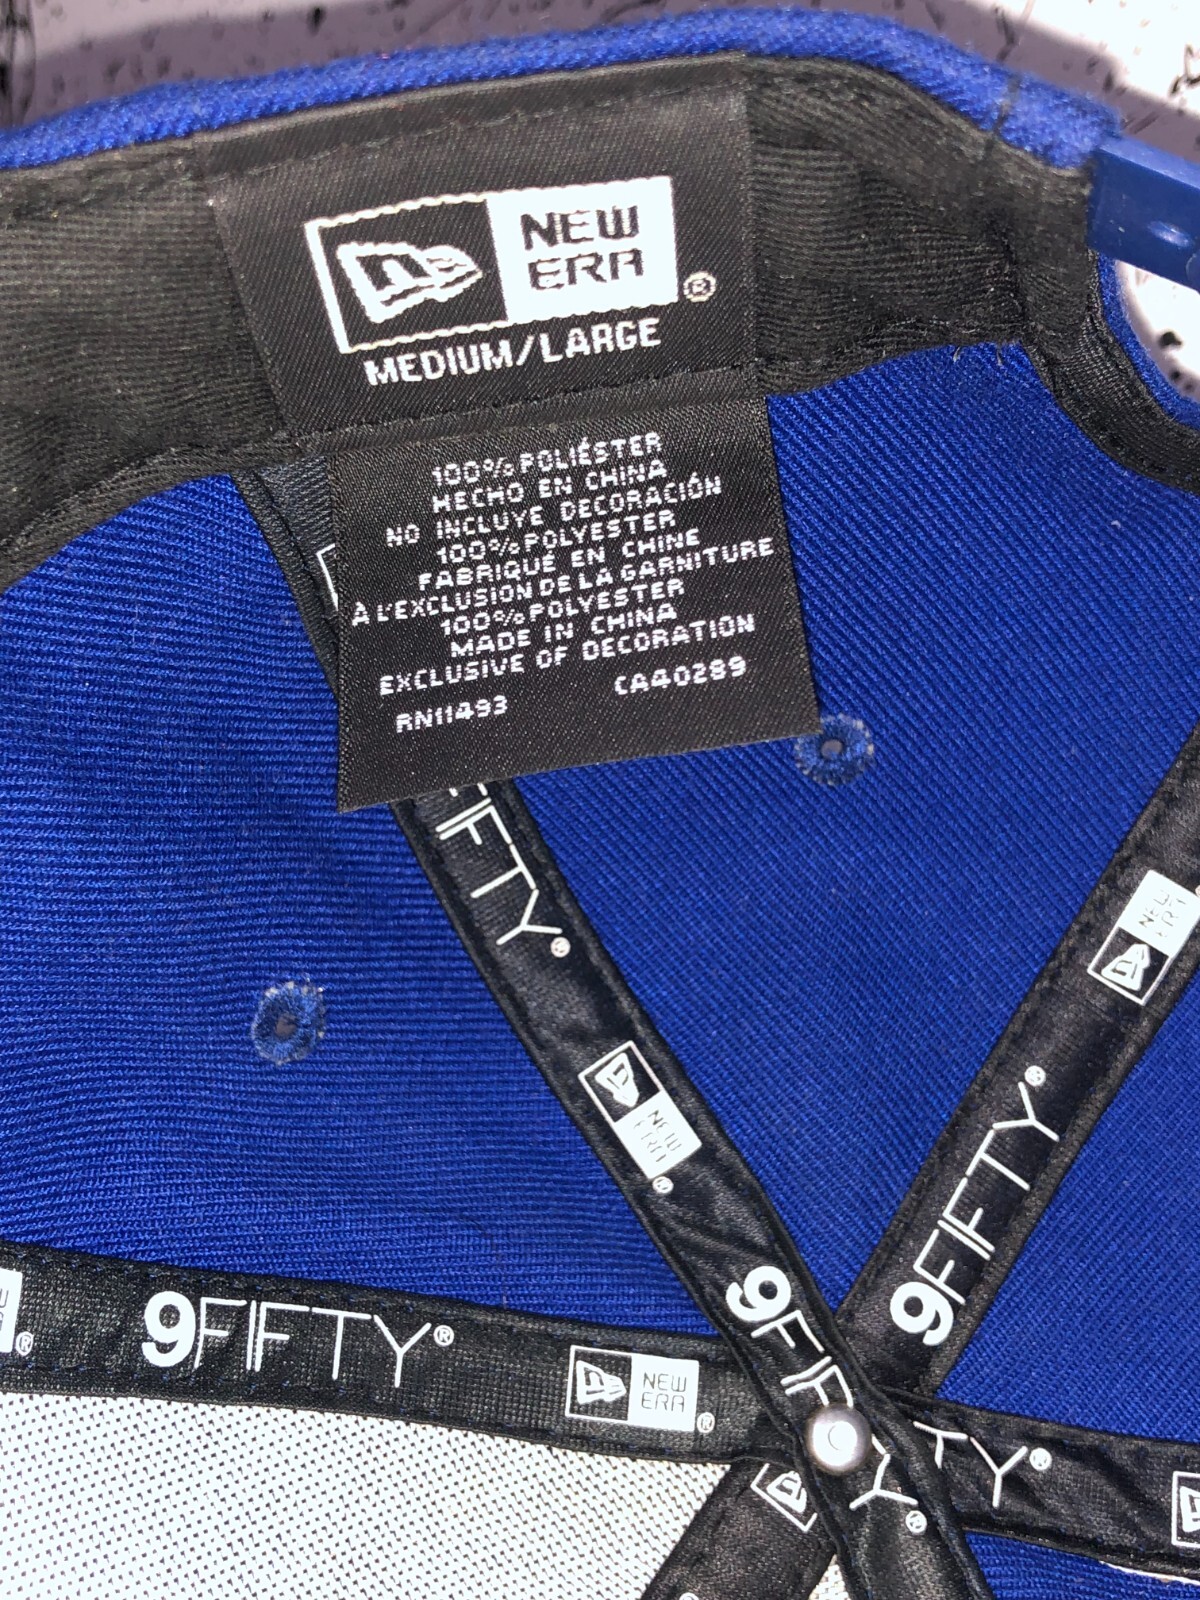 NEW
ERA
®
MEDIUM/LARGE
100% POLIÉSTER
HECHO EN CHINA
NO INCLUYE DECORACIÓN
100% POLYESTER
FABRIQUÉ EN CHINE
À L'EXCLUSION DE LA GARNITURE
100% POLYESTER
MADE IN CHINA
EXCLUSIVE OF DECORATION
RN11493 CA40289
FIFTY®
NEW
ERA
®
NEW
ERA
9FIFTY®
9FIFTY®
NEW
ERA
®
9FIFTY®
TY®